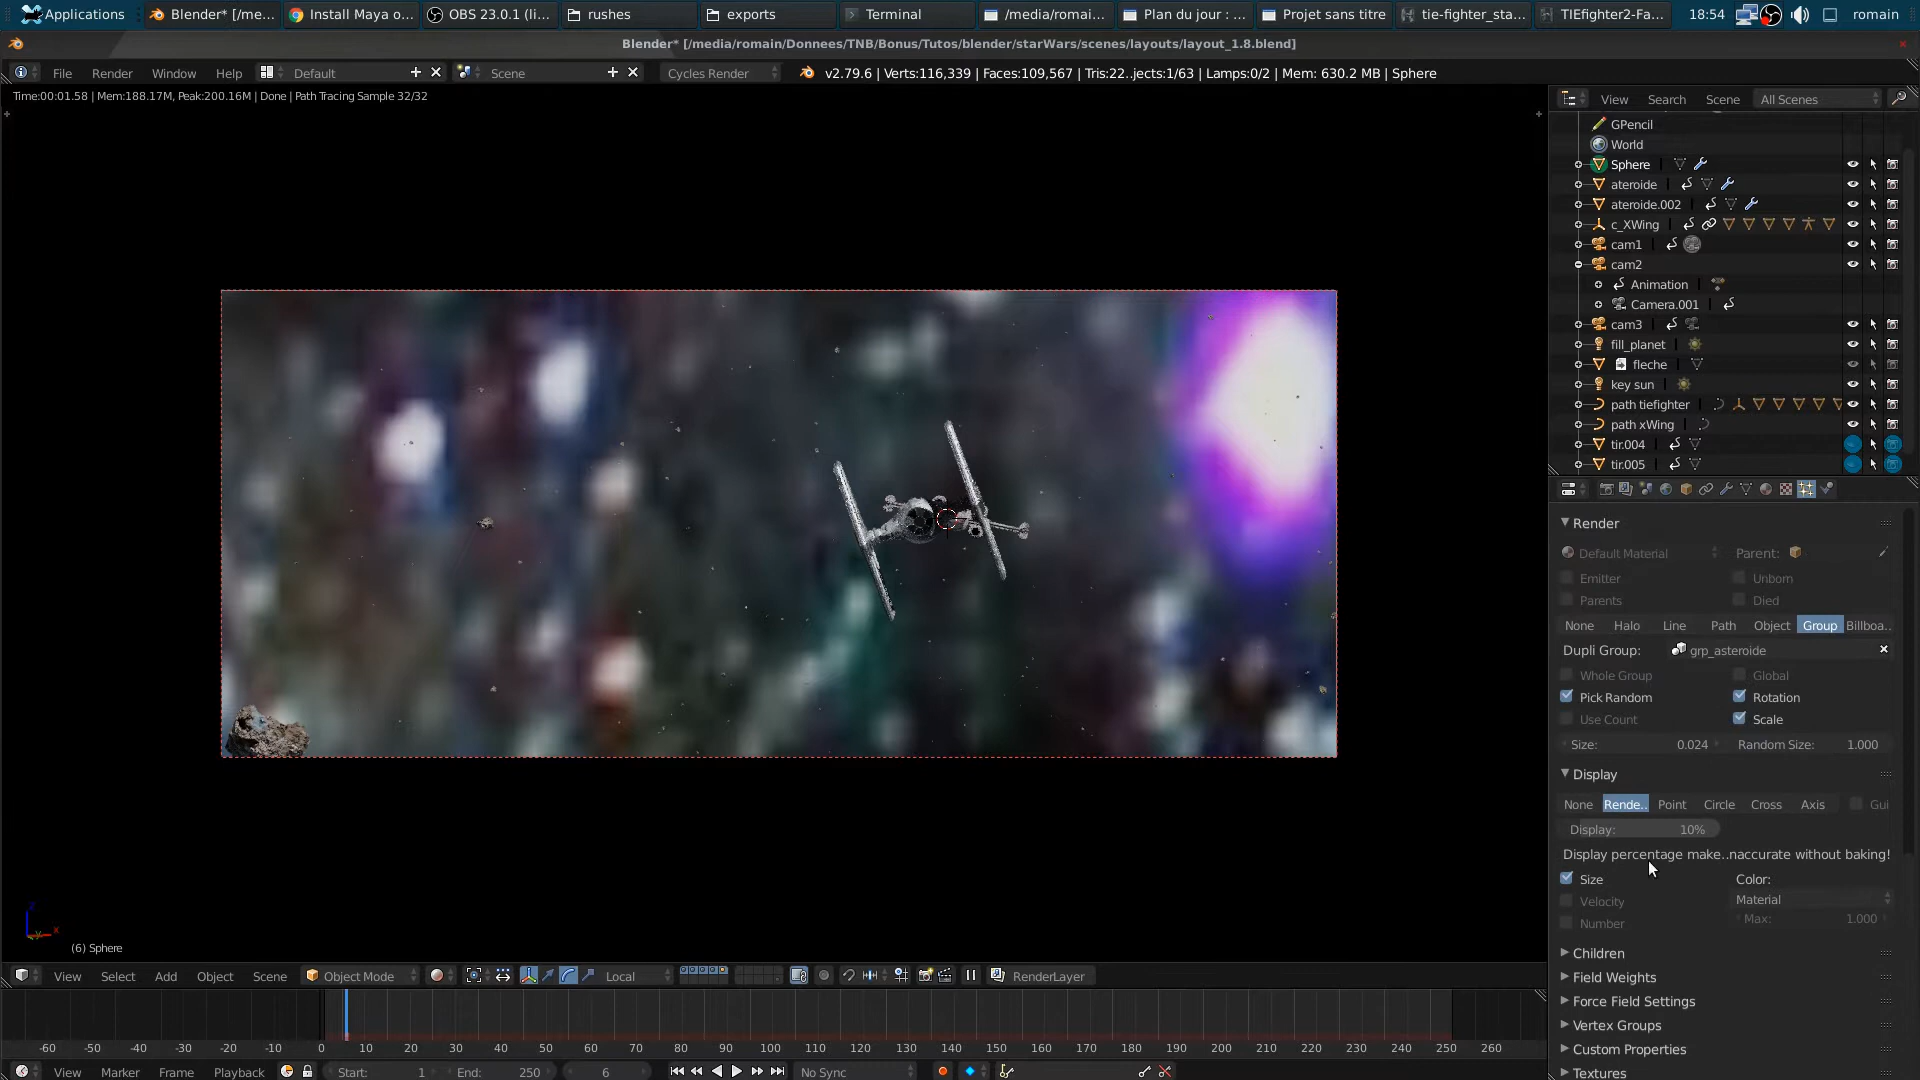 Applications
Blender* [/me...
Install Maya o...
OBS 23.0.1 (li...
rushes
exports
Terminal
/media/romai...
Plan du jour : ...
Projet sans titre
tie-fighter_sta...
TIEfighter2-Fa...
18:54
romain
Blender* [/media/romain/Donnees/TNB/Bonus/Tutos/blender/starWars/scenes/layouts/layout_1.8.blend]
File Render Window Help
Default
Scene
Cycles Render
v2.79.6 | Verts:116,339 | Faces:109,567 | Tris:22..jects:1/63 | Lamps:0/2 | Mem: 630.2 MB | Sphere
Time:00:01.58 | Mem:188.17M, Peak:200.16M | Done | Path Tracing Sample 32/32
View Search Scene All Scenes
GPencil
World
Sphere
ateroide
ateroide.002
c_XWing
cam1
cam2
Animation
Camera.001
cam3
fill_planet
fleche
key sun
path tiefighter
path xWing
tir.004
tir.005
Render
Default Material Parent:
Emitter Unborn
Parents Died
None Halo Line Path Object Group Billboa..
Dupli Group: grp_asteroide
Whole Group Global
Pick Random Rotation
Use Count Scale
Size: 0.024 Random Size: 1.000
Display
None Rende.. Point Circle Cross Axis Gui
Display: 10%
Display percentage make..naccurate without baking!
Size Color:
Velocity Material
Number Max: 1.000
Children
Field Weights
Force Field Settings
Vertex Groups
Custom Properties
Textures
(6) Sphere
View Select Add Object Scene Object Mode Local RenderLayer
-60 -50 -40 -30 -20 -10 0 10 20 30 40 50 60 70 80 90 100 110 120 130 140 150 160 170 180 190 200 210 220 230 240 250 260
View Marker Frame Playback Start: 1 End: 250 6 No Sync